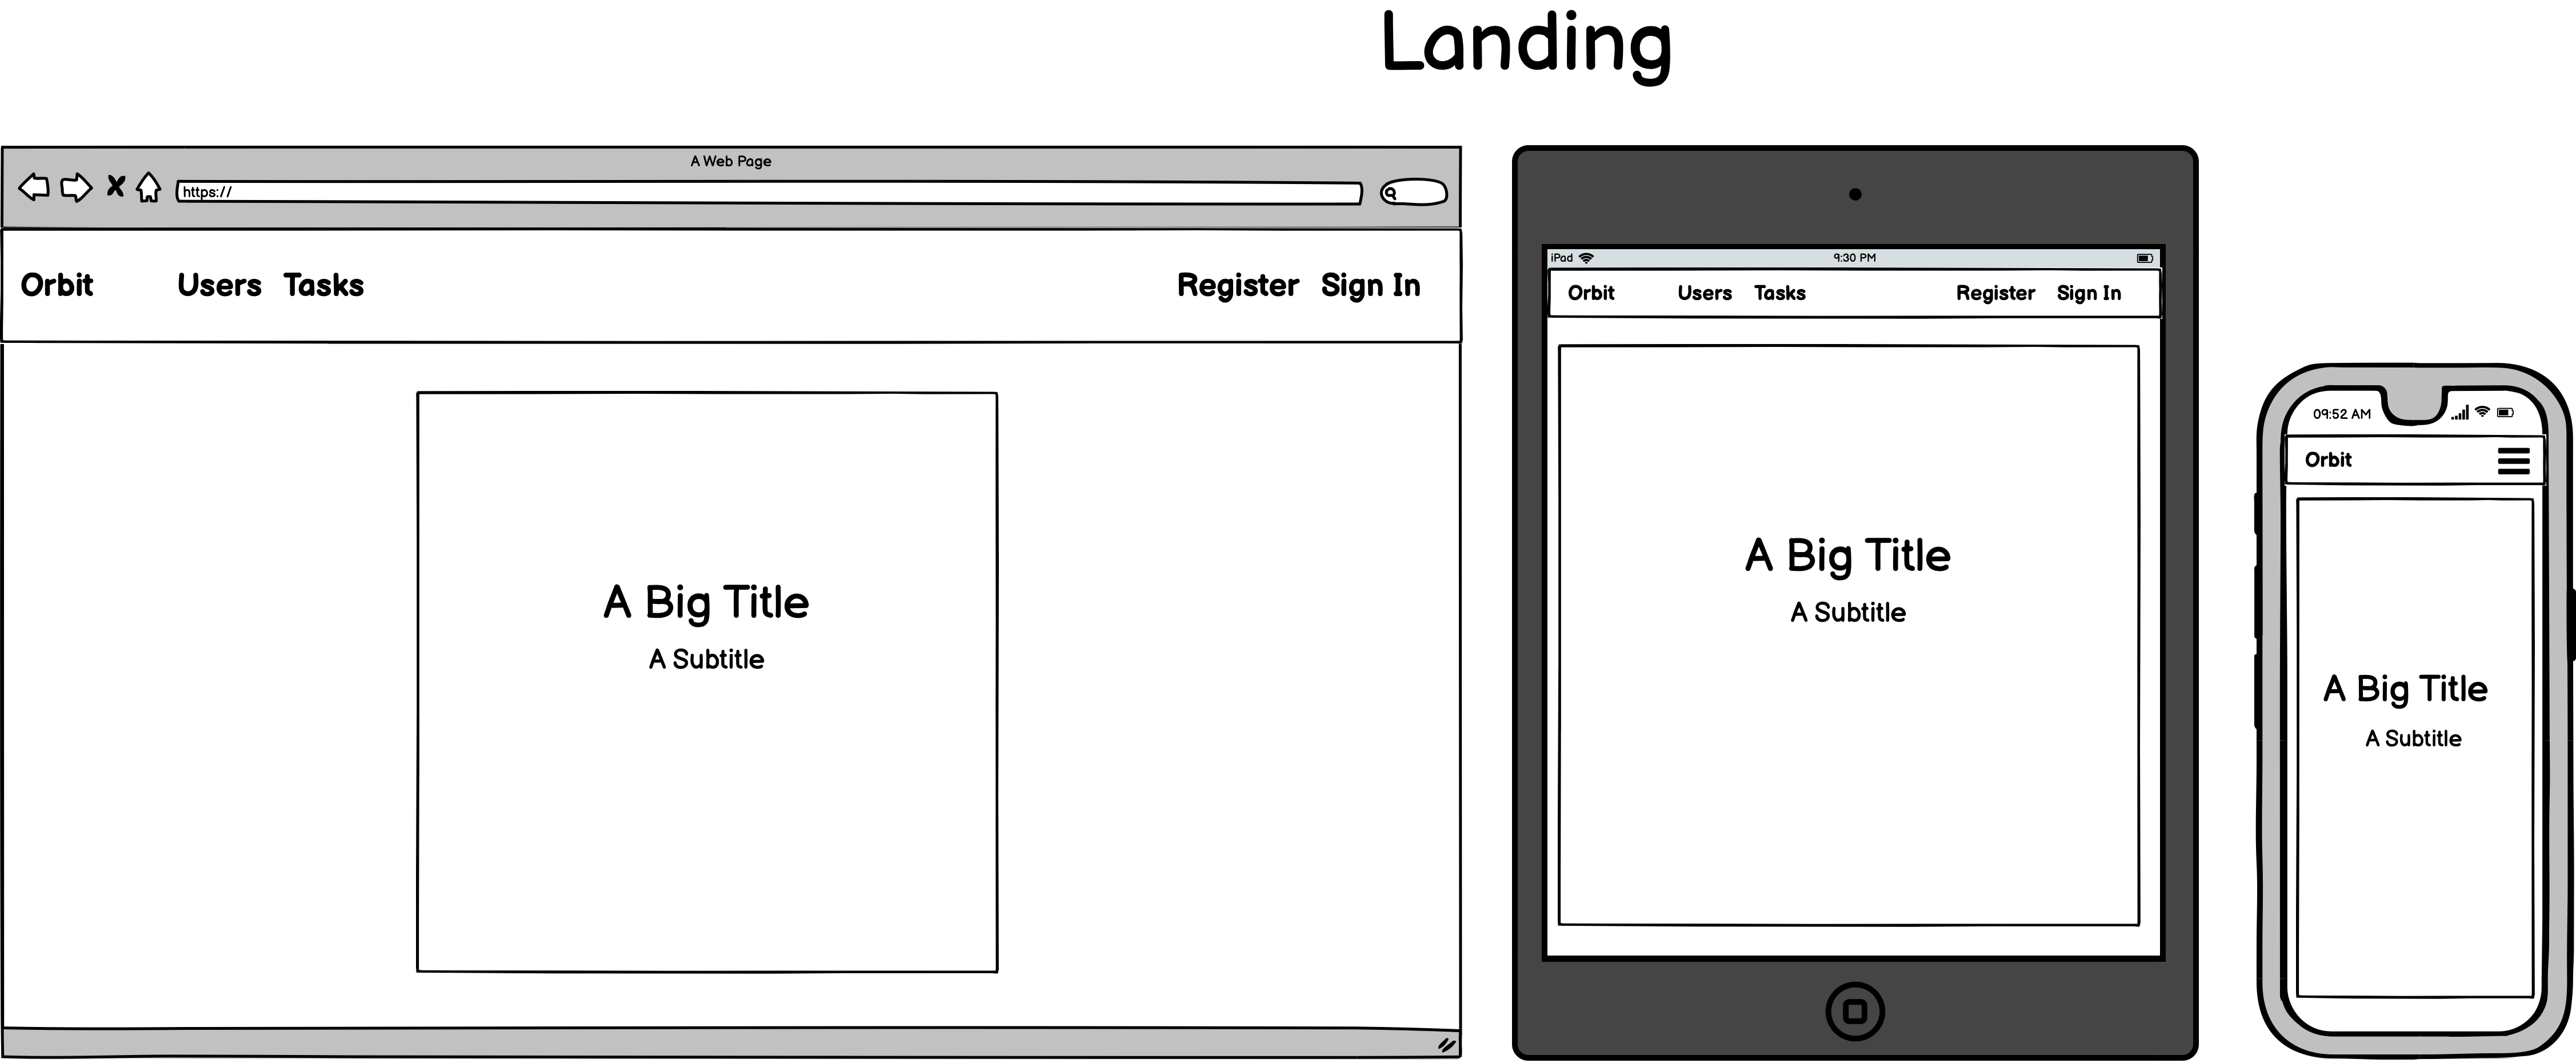 Landing
A Web Page
https://
Orbit Users Tasks Register Sign In
A Big Title
A Subtitle
iPad 9:30 PM
Orbit Users Tasks Register Sign In
A Big Title
A Subtitle
09:52 AM
Orbit
A Big Title
A Subtitle